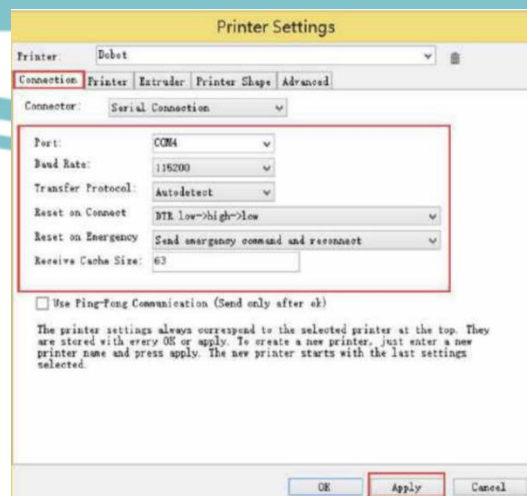 Printer Settings
Printer: Dobot
Connection Printer Extruder Printer Shape Advanced
Connector: Serial Connection
Port: COM4
Baud Rate: 115200
Transfer Protocol: Autodetect
Reset on Connect DTR low->high->low
Reset on Emergency Send emergency command and reconnect
Receive Cache Size: 63
Use Ping-Pong Communication (Send only after ok)
The printer settings always correspond to the selected printer at the top. They
are stored with every OK or apply. To create a new printer, just enter a new
printer name and press apply. The new printer starts with the last settings
selected.
OK Apply Cancel